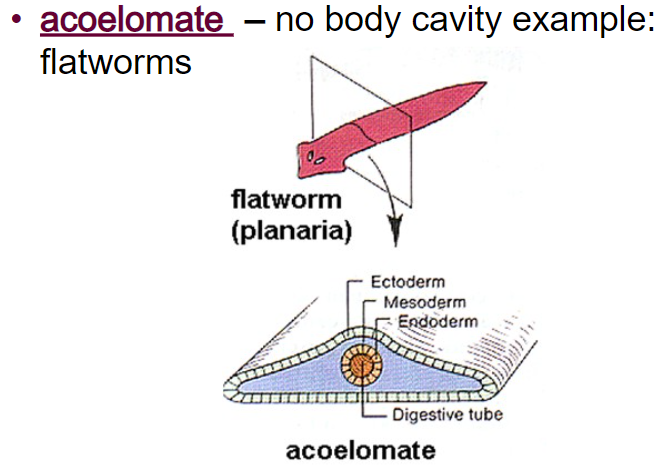 • acoelomate – no body cavity example:
flatworms
flatworm
(planaria)
Ectoderm
Mesoderm
Endoderm
Digestive tube
acoelomate